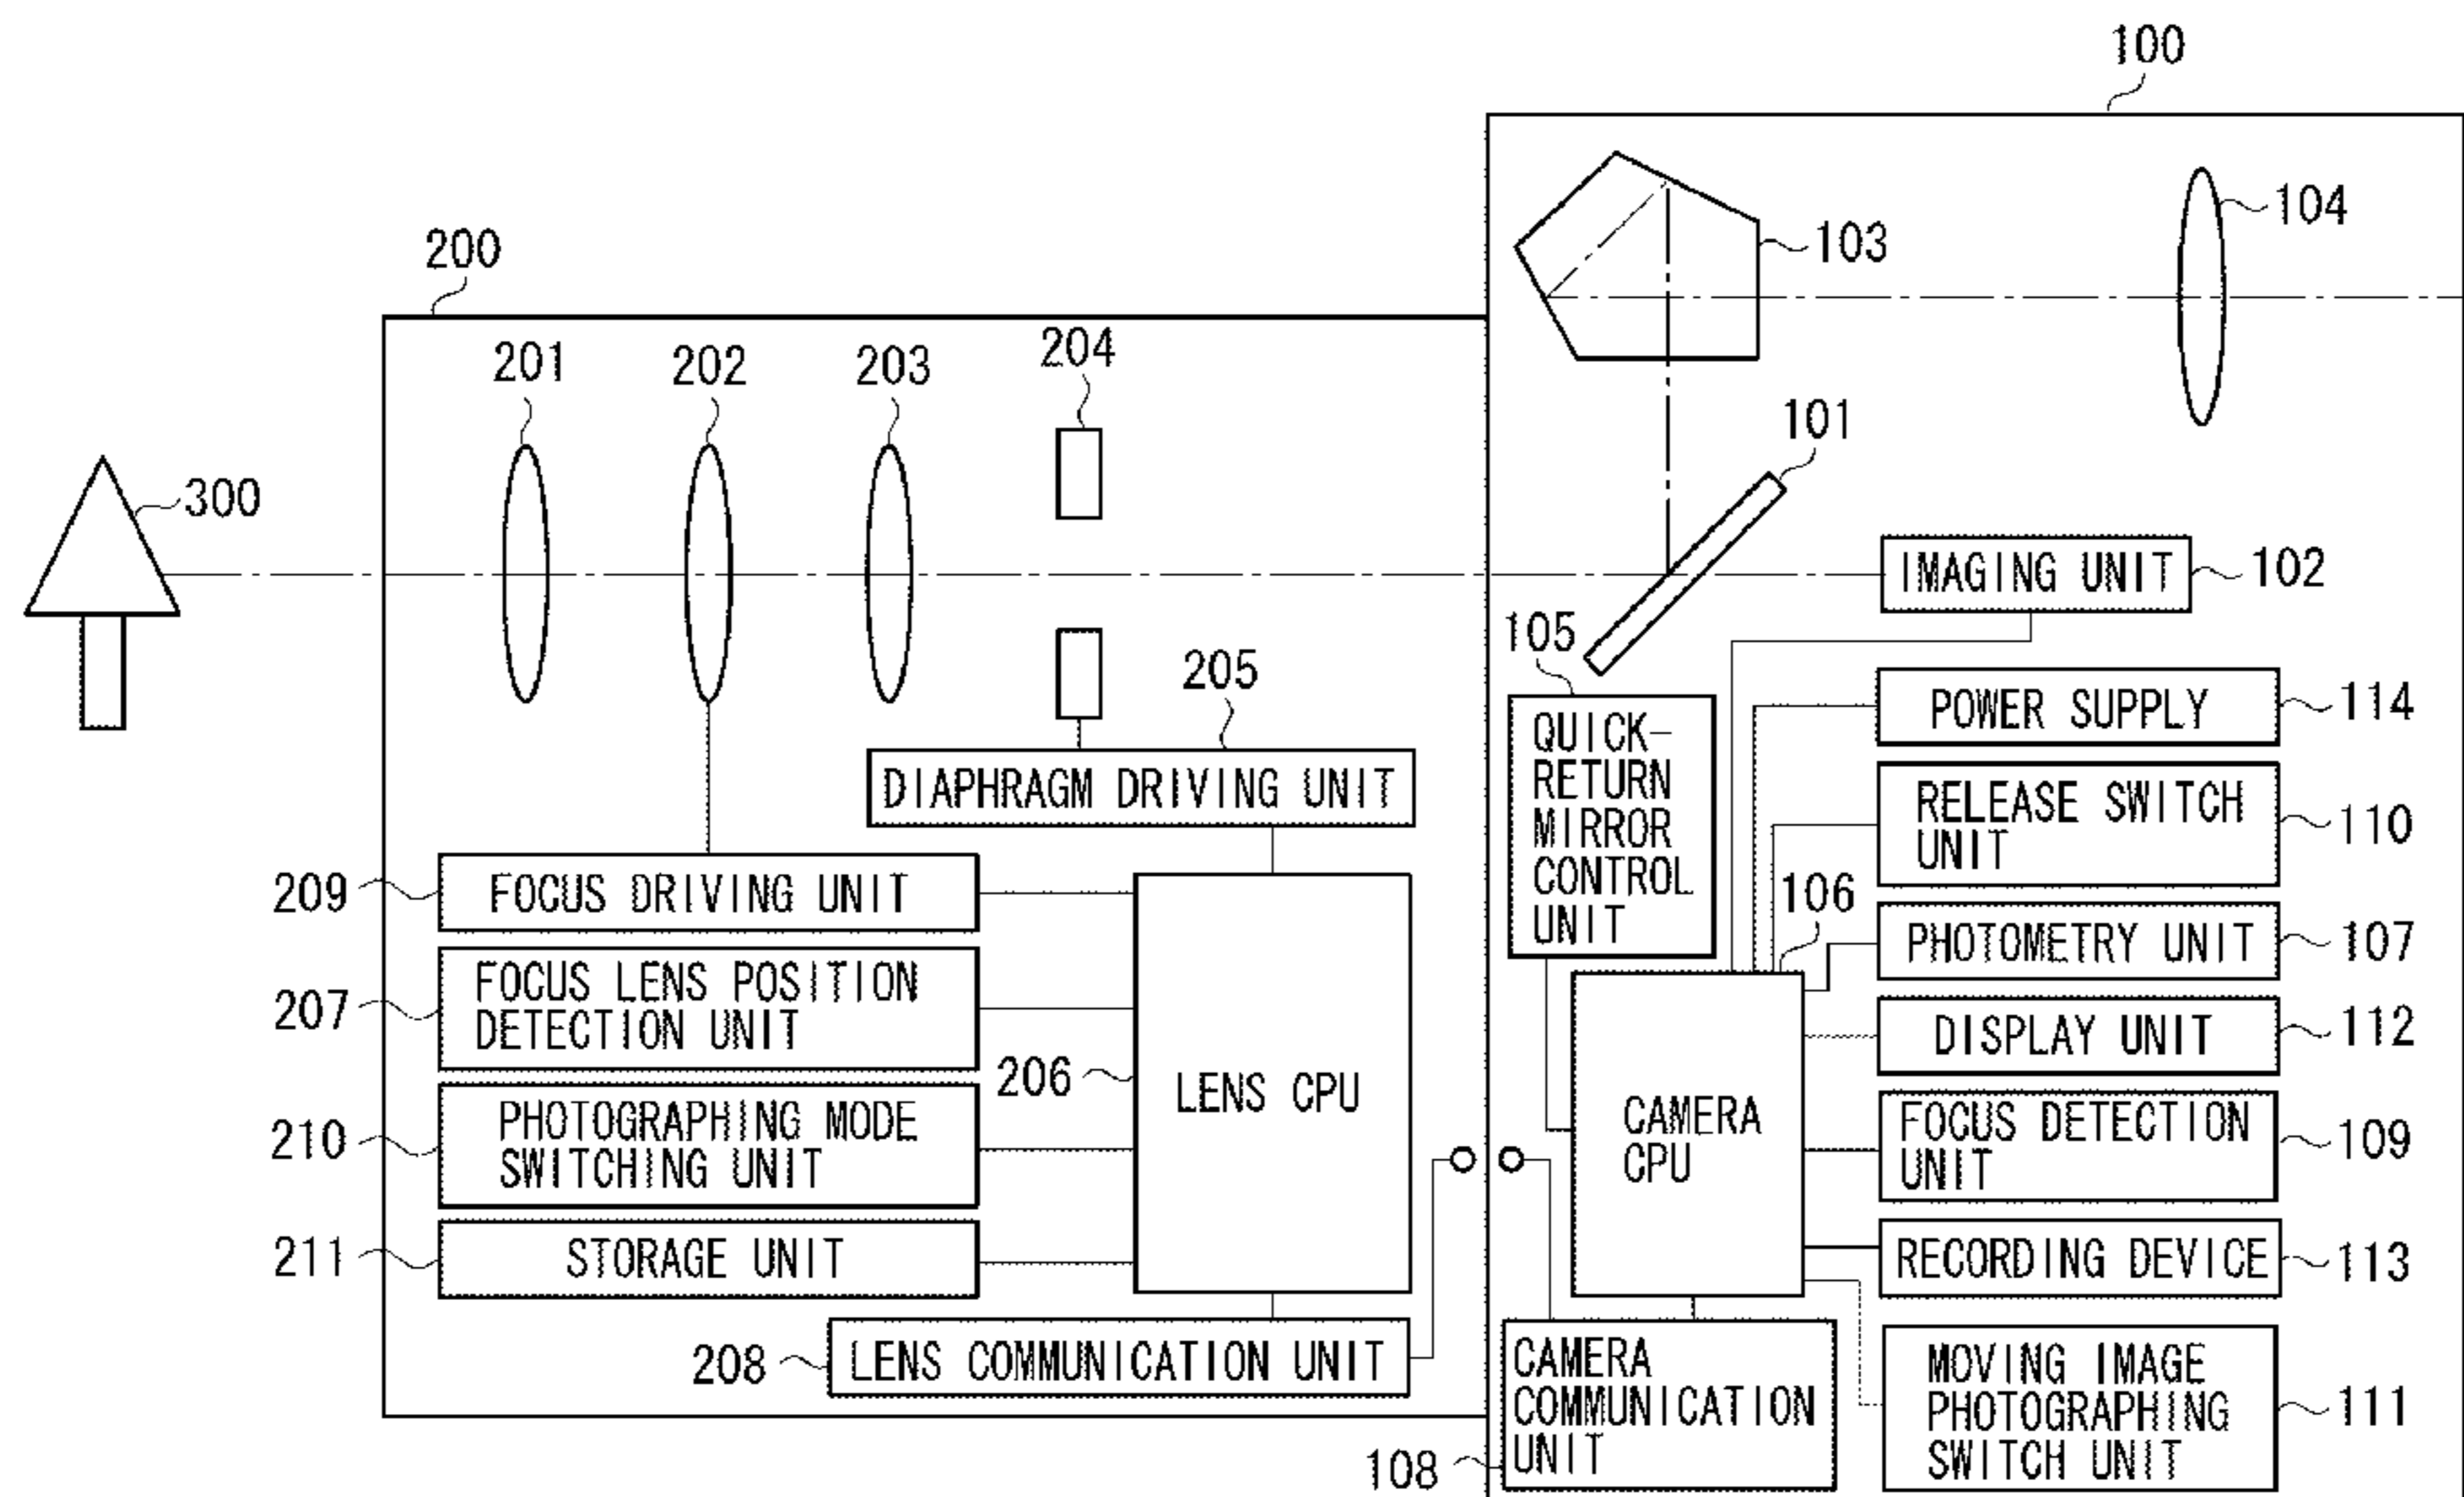 100
104
103
200
201
202
203
204
101
300
IMAGING UNIT
102
105
205
POWER SUPPLY
114
QUICK-
RETURN
MIRROR
CONTROL
UNIT
DIAPHRAGM DRIVING UNIT
RELEASE SWITCH
UNIT
110
209
FOCUS DRIVING UNIT
106
PHOTOMETRY UNIT
107
207
FOCUS LENS POSITION
DETECTION UNIT
DISPLAY UNIT
112
206
LENS CPU
CAMERA
CPU
210
PHOTOGRAPHING MODE
SWITCHING UNIT
FOCUS DETECTION
UNIT
109
211
STORAGE UNIT
RECORDING DEVICE
113
208
LENS COMMUNICATION UNIT
CAMERA
COMMUNICATION
UNIT
108
MOVING IMAGE
PHOTOGRAPHING
SWITCH UNIT
111